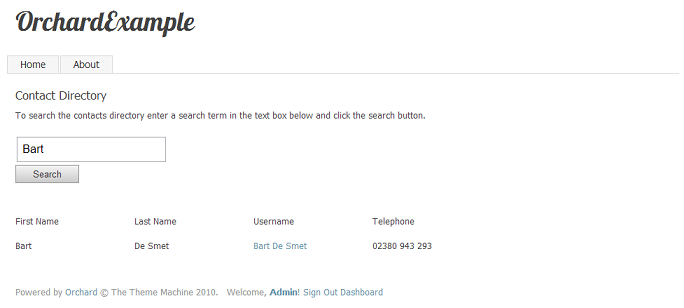 OrchardExample
Home About
Contact Directory
To search the contacts directory enter a search term in the text box below and click the search button.
Bart
Search
First Name Last Name Username Telephone
Bart De Smet Bart De Smet 02380 943 293
Powered by Orchard © The Theme Machine 2010. Welcome, Admin! Sign Out Dashboard